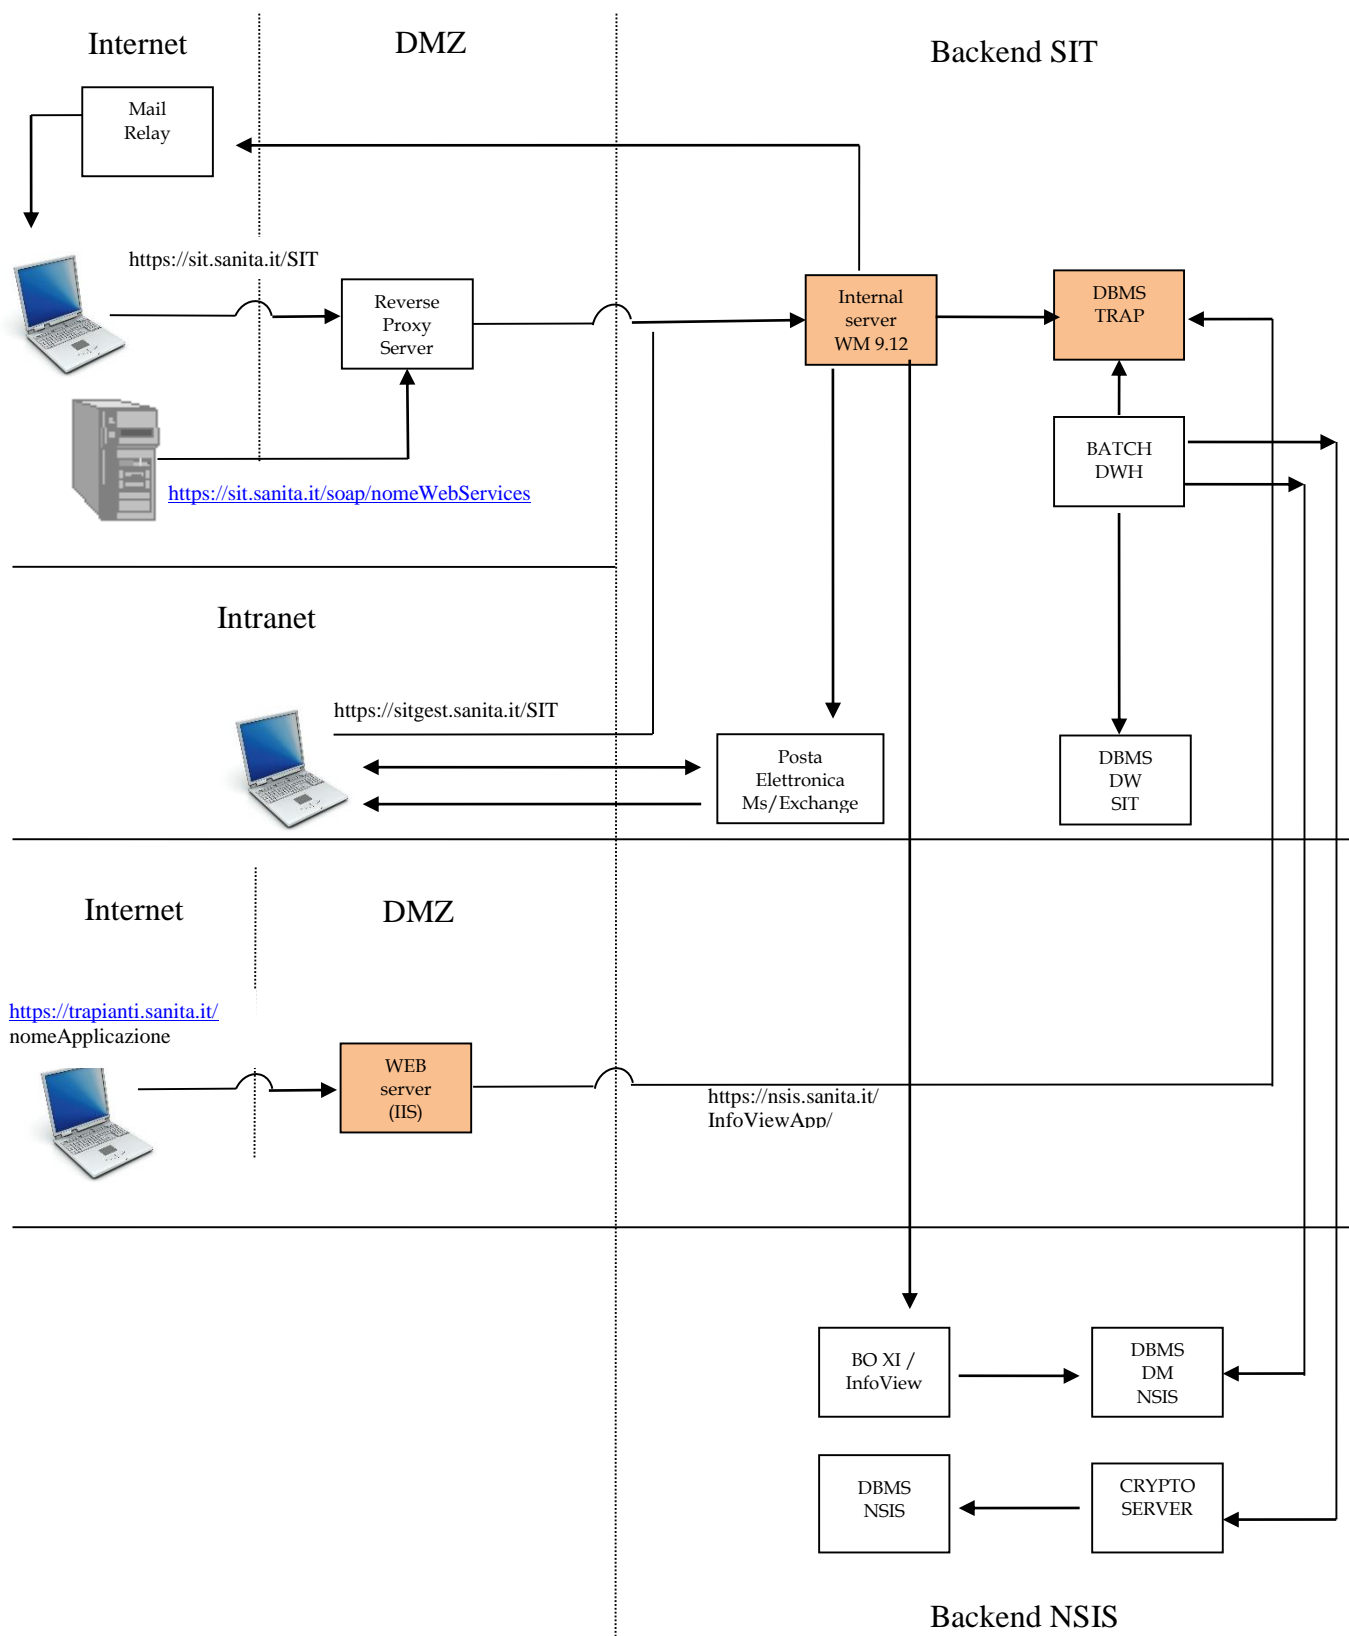 Internet
DMZ
Backend SIT
Mail
Relay
https://sit.sanita.it/SIT
Reverse
Proxy
Server
Internal
server
WM 9.12
DBMS
TRAP
BATCH
DWH
https://sit.sanita.it/soap/nomeWebServices
Intranet
https://sitgest.sanita.it/SIT
Posta
Elettronica
Ms/Exchange
DBMS
DW
SIT
Internet
DMZ
https://trapianti.sanita.it/
nomeApplicazione
WEB
server
(IIS)
https://nsis.sanita.it/
InfoViewApp/
BO XI /
InfoView
DBMS
DM
NSIS
DBMS
NSIS
CRYPTO
SERVER
Backend NSIS